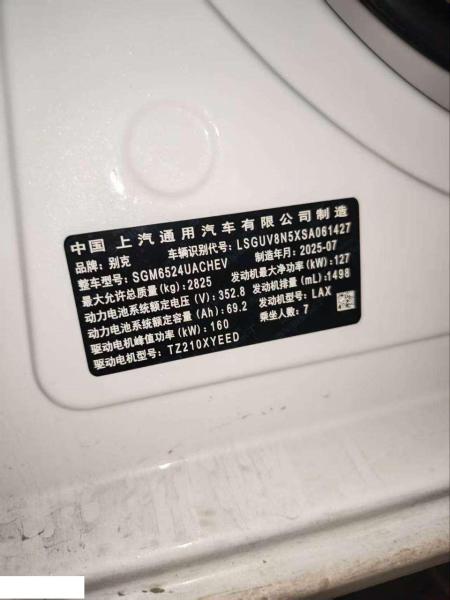 中国 上汽通用汽车有限公司制造
品牌：别克 车辆识别代号：LSGUV8N5XSA061427
整车型号：SGM6524UACHEV 制造年月：2025-07
最大允许总质量(kg)：2825 发动机最大净功率(kW)：127
动力电池系统额定电压(V)：352.8 发动机排量(mL)：1498
动力电池系统额定容量(Ah)：69.2 发动机型号：LAX
驱动电机峰值功率(kW)：160 乘坐人数：7
驱动电机型号：TZ210XYEED